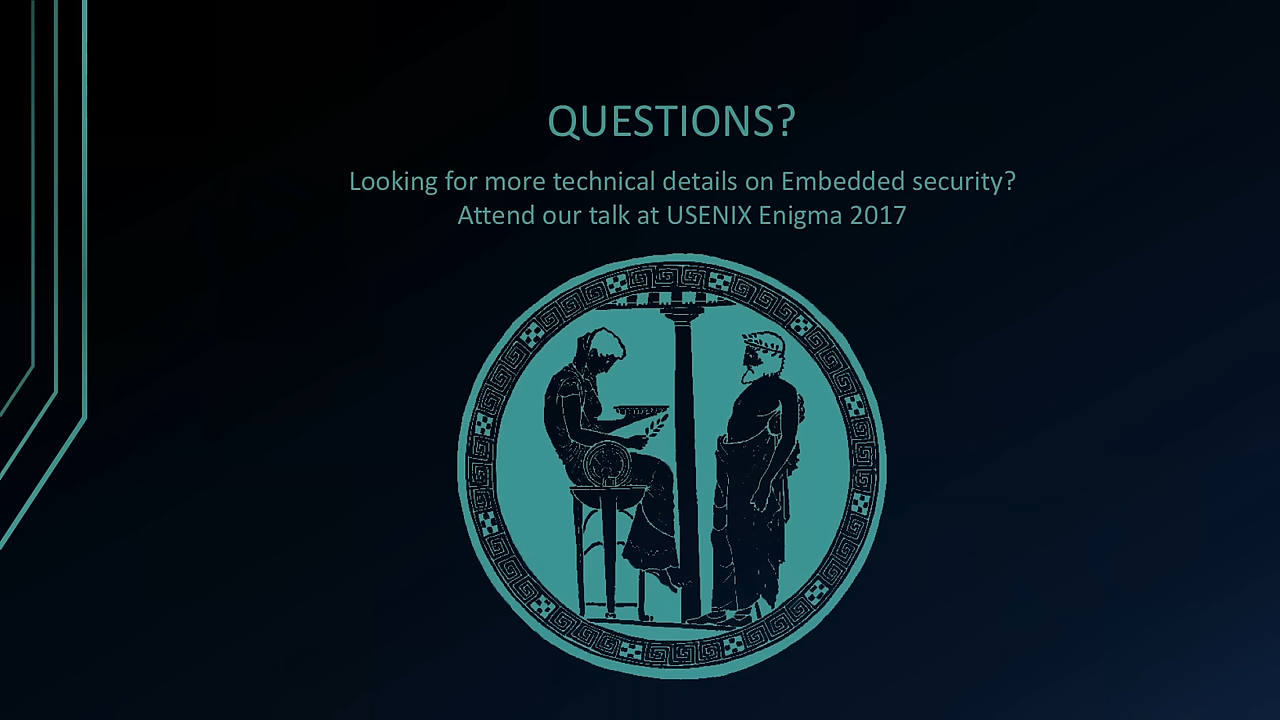 QUESTIONS?
Looking for more technical details on Embedded security?
Attend our talk at USENIX Enigma 2017